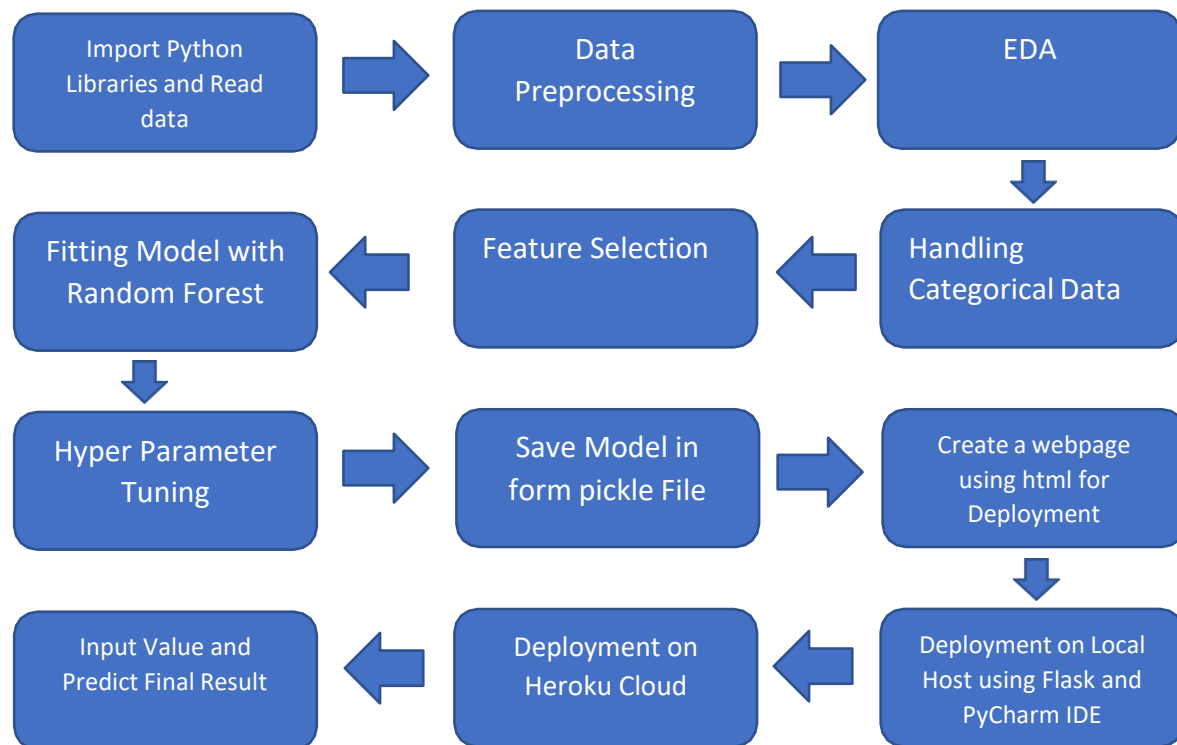 Import Python
Libraries and Read
data
Data
Preprocessing
EDA
Handling
Categorical Data
Feature Selection
Fitting Model with
Random Forest
Hyper Parameter
Tuning
Save Model in
form pickle File
Create a webpage
using html for
Deployment
Deployment on Local
Host using Flask and
PyCharm IDE
Deployment on
Heroku Cloud
Input Value and
Predict Final Result